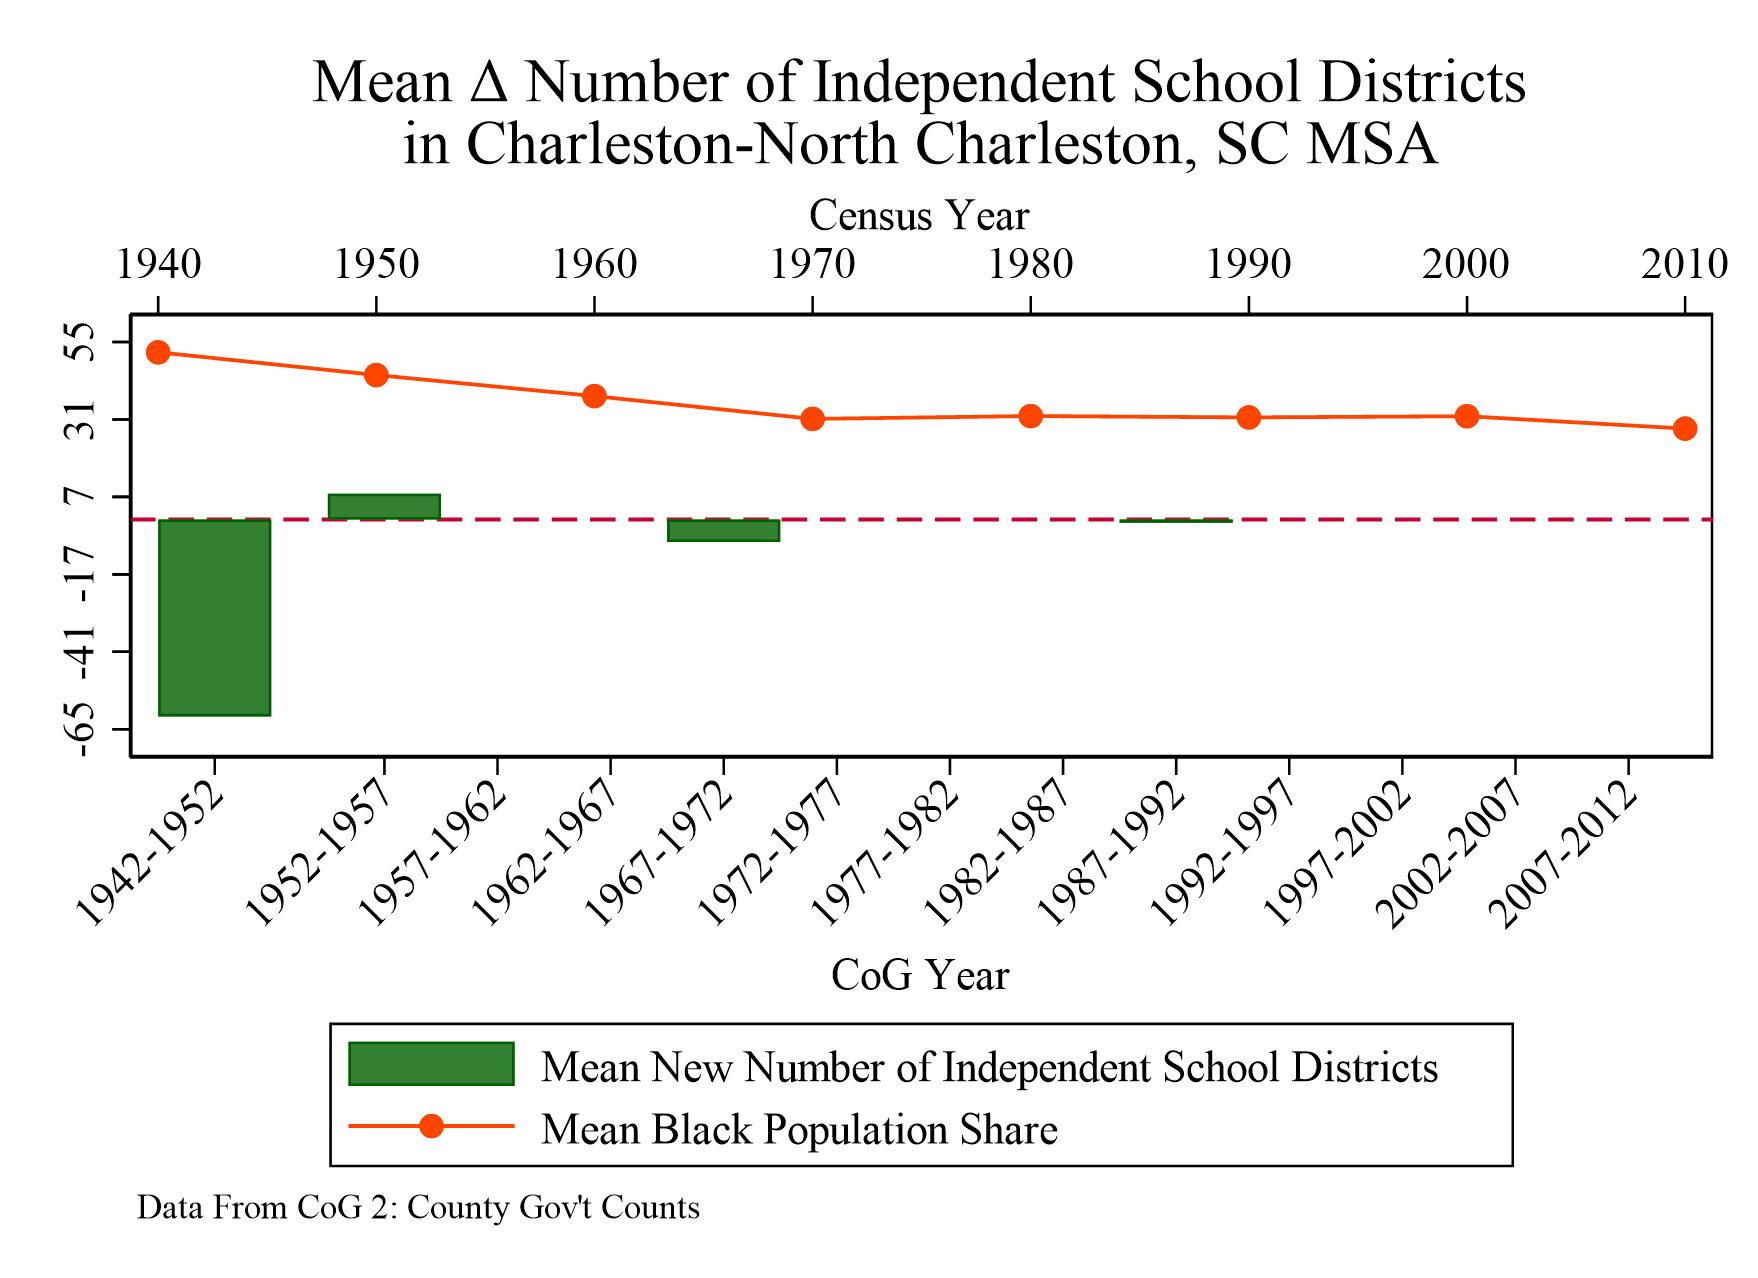 Mean Δ Number of Independent School Districts
in Charleston-North Charleston, SC MSA
Census Year
1940 1950 1960 1970 1980 1990 2000 2010
55
31
7
-17
-41
-65
1942-1952
1952-1957
1957-1962
1962-1967
1967-1972
1972-1977
1977-1982
1982-1987
1987-1992
1992-1997
1997-2002
2002-2007
2007-2012
CoG Year
Mean New Number of Independent School Districts
Mean Black Population Share
Data From CoG 2: County Gov't Counts